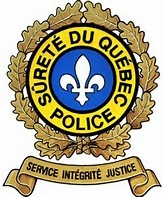 SÛRETÉ DU QUÉBEC
POLICE
SERVICE INTÉGRITÉ JUSTICE